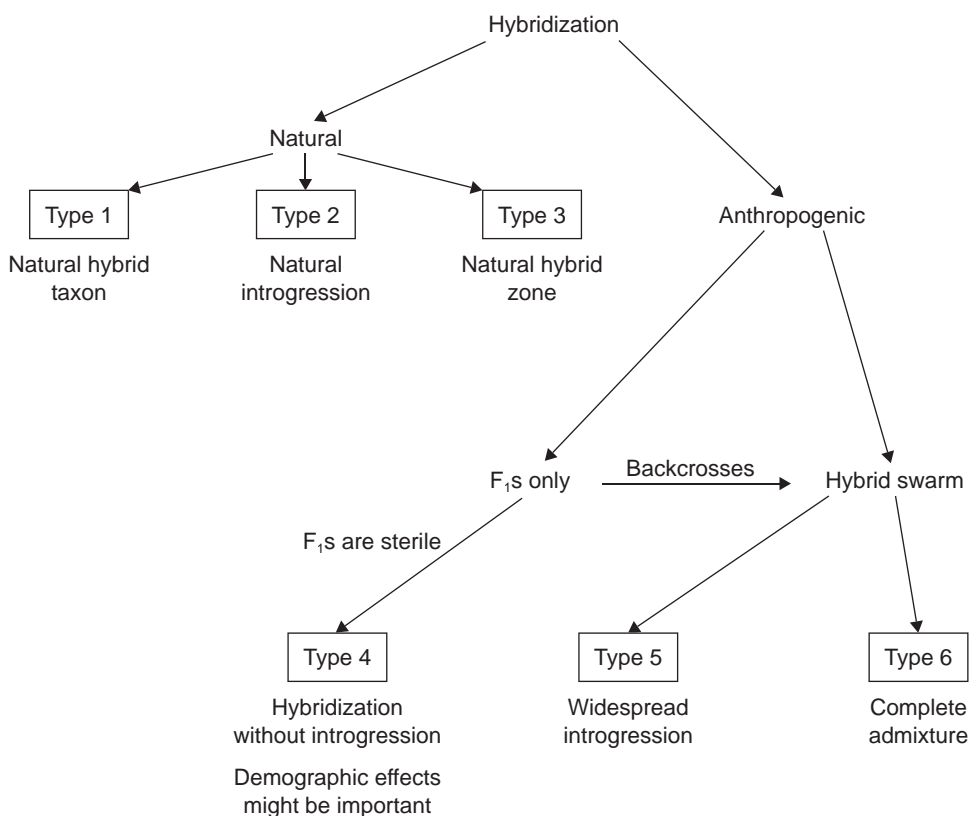 Hybridization
Natural
Type 1
Type 2
Type 3
Natural hybrid
taxon
Natural
introgression
Natural hybrid
zone
Anthropogenic
F₁s only
Backcrosses
Hybrid swarm
F₁s are sterile
Type 4
Type 5
Type 6
Hybridization
without introgression
Demographic effects
might be important
Widespread
introgression
Complete
admixture